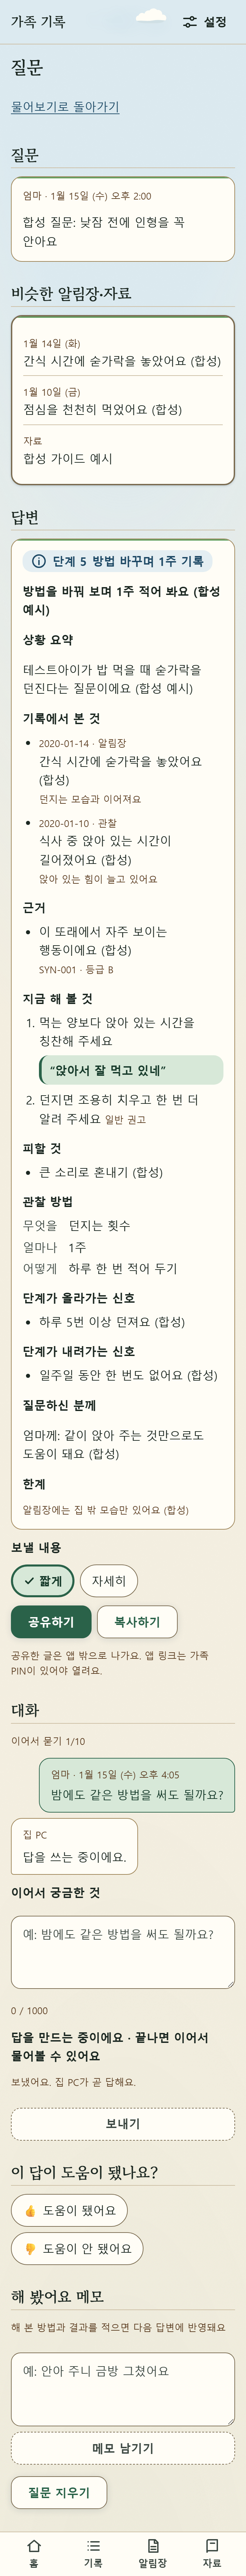 가족 기록
설정
질문
물어보기로 돌아가기
질문
엄마 · 1월 15일 (수) 오후 2:00
합성 질문: 낮잠 전에 인형을 꼭
안아요
비슷한 알림장·자료
1월 14일 (화)
간식 시간에 숟가락을 놓았어요 (합성)
1월 10일 (금)
점심을 천천히 먹었어요 (합성)
자료
합성 가이드 예시
답변
단계 5 방법 바꾸며 1주 기록
방법을 바꿔 보며 1주 적어 봐요 (합성
예시)
상황 요약
테스트아이가 밥 먹을 때 숟가락을
던진다는 질문이에요 (합성 예시)
기록에서 본 것
• 2020-01-14 · 알림장
간식 시간에 숟가락을 놓았어요
(합성)
던지는 모습과 이어져요
• 2020-01-10 · 관찰
식사 중 앉아 있는 시간이
길어졌어요 (합성)
앉아 있는 힘이 늘고 있어요
근거
• 이 또래에서 자주 보이는
행동이에요 (합성)
SYN-001 · 등급 B
지금 해 볼 것
1. 먹는 양보다 앉아 있는 시간을
칭찬해 주세요
“앉아서 잘 먹고 있네”
2. 던지면 조용히 치우고 한 번 더
알려 주세요 일반 권고
피할 것
• 큰 소리로 혼내기 (합성)
관찰 방법
무엇을 던지는 횟수
얼마나 1주
어떻게 하루 한 번 적어 두기
단계가 올라가는 신호
• 하루 5번 이상 던져요 (합성)
단계가 내려가는 신호
• 일주일 동안 한 번도 없어요 (합성)
질문하신 분께
엄마께: 같이 앉아 주는 것만으로도
도움이 돼요 (합성)
한계
알림장에는 집 밖 모습만 있어요 (합성)
보낼 내용
✓ 짧게
자세히
공유하기
복사하기
공유한 글은 앱 밖으로 나가요. 앱 링크는 가족
PIN이 있어야 열려요.
대화
이어서 묻기 1/10
엄마 · 1월 15일 (수) 오후 4:05
밤에도 같은 방법을 써도 될까요?
집 PC
답을 쓰는 중이에요.
이어서 궁금한 것
예: 밤에도 같은 방법을 써도 될까요?
0 / 1000
답을 만드는 중이에요 · 끝나면 이어서
물어볼 수 있어요
보냈어요. 집 PC가 곧 답해요.
보내기
이 답이 도움이 됐나요?
👍 도움이 됐어요
👎 도움이 안 됐어요
해 봤어요 메모
해 본 방법과 결과를 적으면 다음 답변에 반영돼요
예: 안아 주니 금방 그쳤어요
메모 남기기
질문 지우기
홈
기록
알림장
자료